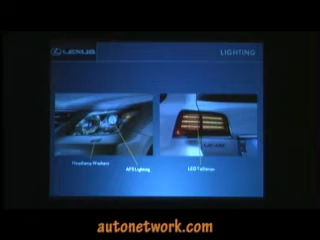 LEXUS
LIGHTING
Headlamp Washers
AFS Lighting
LED Taillamps
autonetwork.com